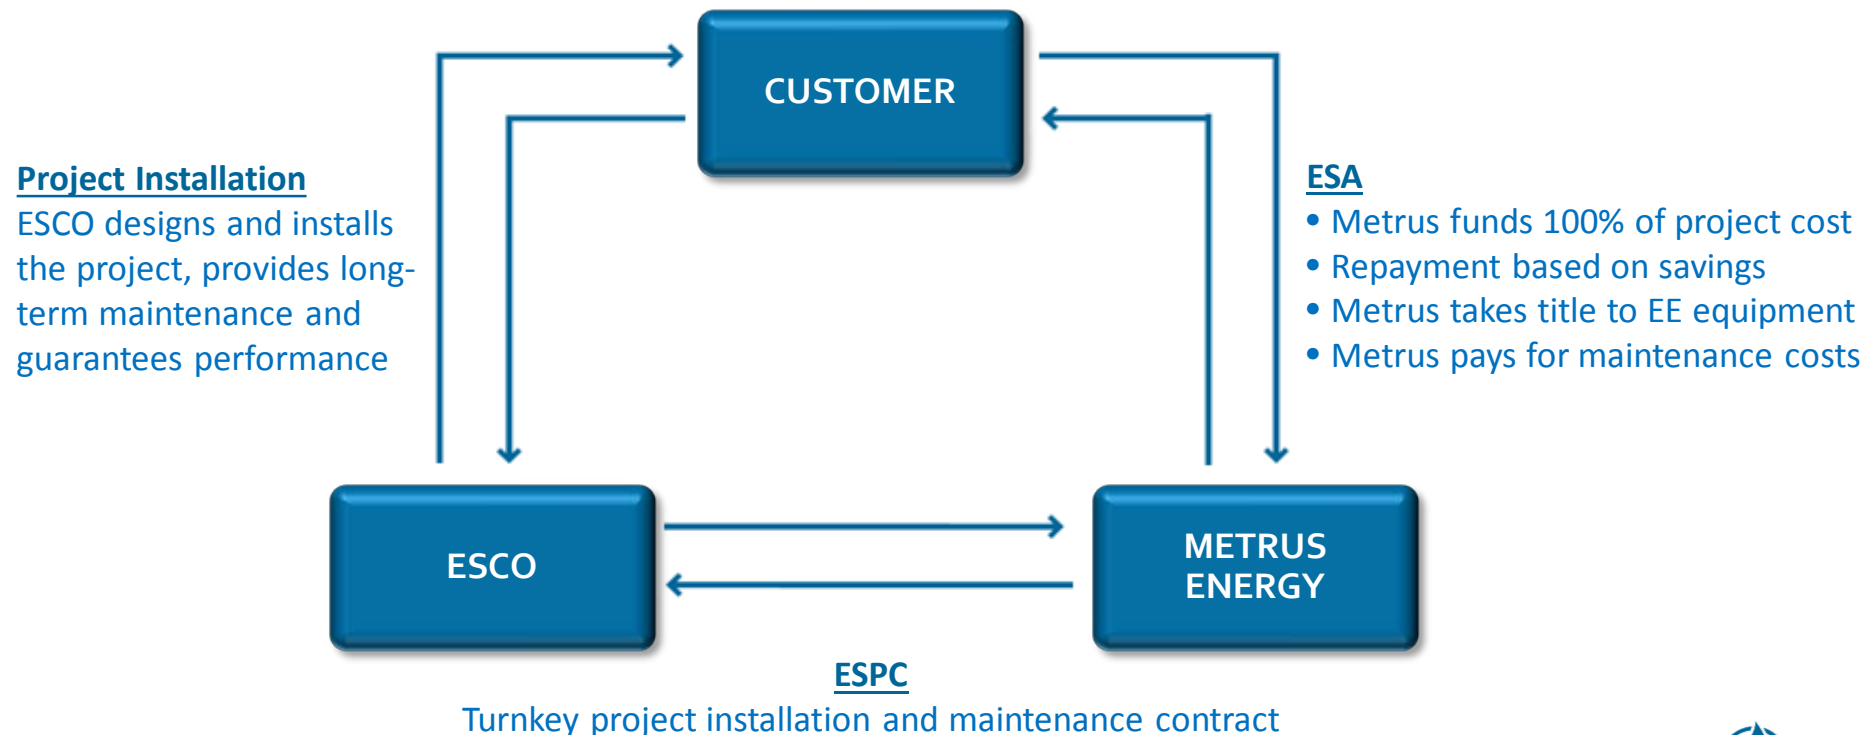 CUSTOMER
Project Installation
ESCO designs and installs
the project, provides long-
term maintenance and
guarantees performance
ESA
• Metrus funds 100% of project cost
• Repayment based on savings
• Metrus takes title to EE equipment
• Metrus pays for maintenance costs
ESCO
METRUS
ENERGY
ESPC
Turnkey project installation and maintenance contract